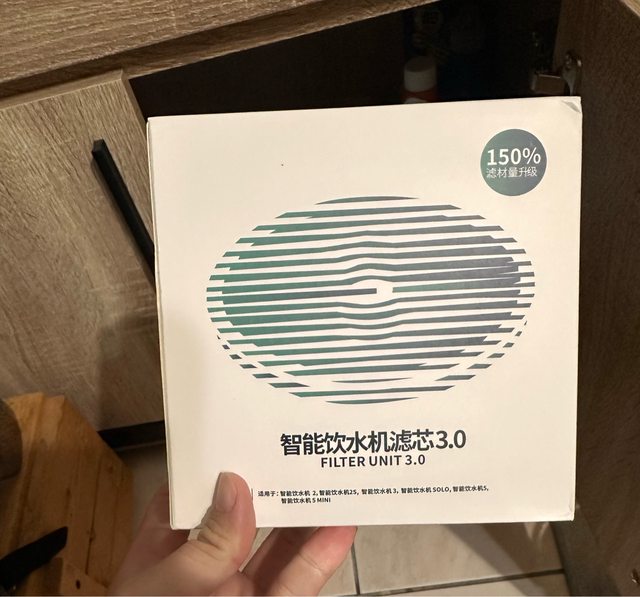 150%
滤材量升级
智能饮水机滤芯3.0
FILTER UNIT 3.0
适用于：智能饮水机 2, 智能饮水机2S, 智能饮水机 3, 智能饮水机 SOLO, 智能饮水机5,
智能饮水机 5 MINI